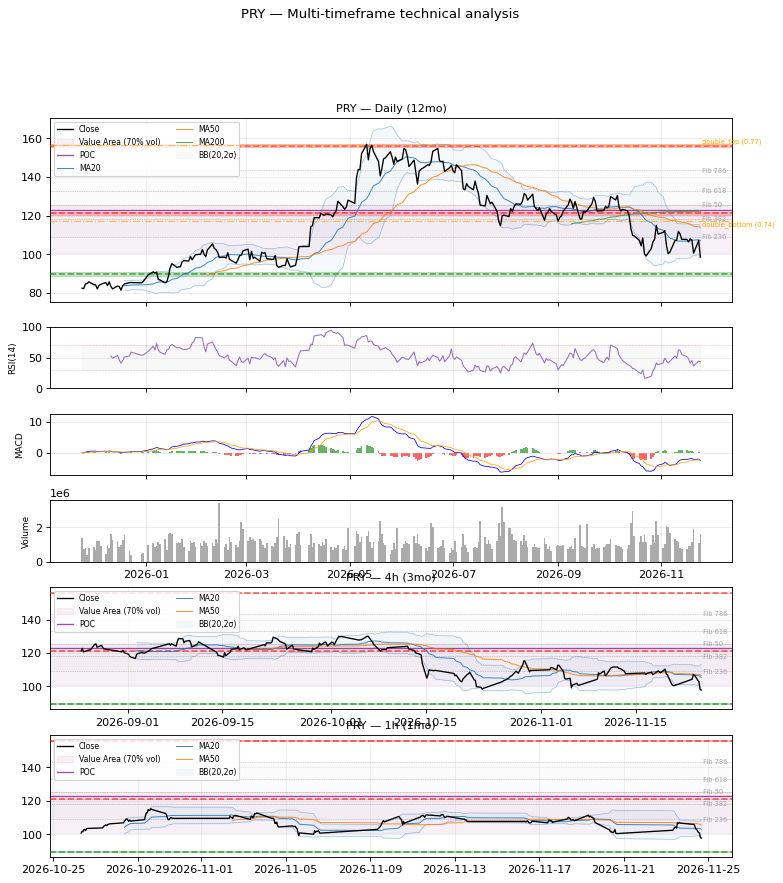 PRY — Multi-timeframe technical analysis
PRY — Daily (12mo)
Close
Value Area (70% vol)
POC
MA20
MA50
MA200
BB(20,2σ)
160
140
120
100
80
double_top (0.77)
Fib 786
Fib 618
Fib 50
Fib 382
double_bottom (0.74)
Fib 236
RSI(14)
100
50
0
MACD
10
0
1e6
Volume
2
0
2026-01
2026-03
2026-05
2026-07
2026-09
2026-11
PRY — 4h (3mo)
Close
Value Area (70% vol)
POC
MA20
MA50
BB(20,2σ)
140
120
100
Fib 786
Fib 618
Fib 50
Fib 382
Fib 236
2026-09-01
2026-09-15
2026-10-01
2026-10-15
2026-11-01
2026-11-15
PRY — 1h (1mo)
Close
Value Area (70% vol)
POC
MA20
MA50
BB(20,2σ)
140
120
100
Fib 786
Fib 618
Fib 50
Fib 382
Fib 236
2026-10-25
2026-10-29
2026-11-01
2026-11-05
2026-11-09
2026-11-13
2026-11-17
2026-11-21
2026-11-25